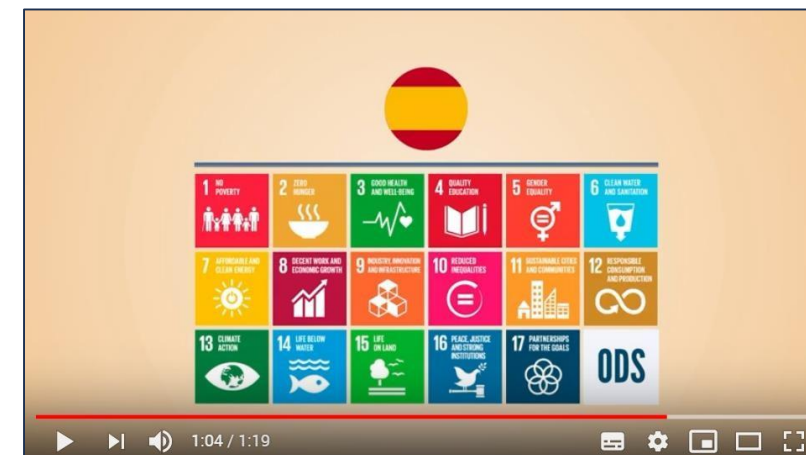 1 NO
POVERTY
2 ZERO
HUNGER
3 GOOD HEALTH
AND WELL-BEING
4 QUALITY
EDUCATION
5 GENDER
EQUALITY
6 CLEAN WATER
AND SANITATION
7 AFFORDABLE AND
CLEAN ENERGY
8 DECENT WORK AND
ECONOMIC GROWTH
9 INDUSTRY, INNOVATION
AND INFRASTRUCTURE
10 REDUCED
INEQUALITIES
11 SUSTAINABLE CITIES
AND COMMUNITIES
12 RESPONSIBLE
CONSUMPTION
AND PRODUCTION
13 CLIMATE
ACTION
14 LIFE BELOW
WATER
15 LIFE
ON LAND
16 PEACE, JUSTICE
AND STRONG
INSTITUTIONS
17 PARTNERSHIPS
FOR THE GOALS
ODS
1:04 / 1:19